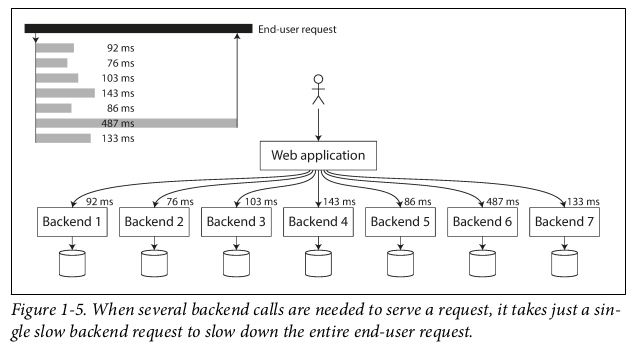 End-user request
92 ms
76 ms
103 ms
143 ms
86 ms
487 ms
133 ms
Web application
92 ms
76 ms
103 ms
143 ms
86 ms
487 ms
133 ms
Backend 1
Backend 2
Backend 3
Backend 4
Backend 5
Backend 6
Backend 7
Figure 1-5. When several backend calls are needed to serve a request, it takes just a sin-
gle slow backend request to slow down the entire end-user request.